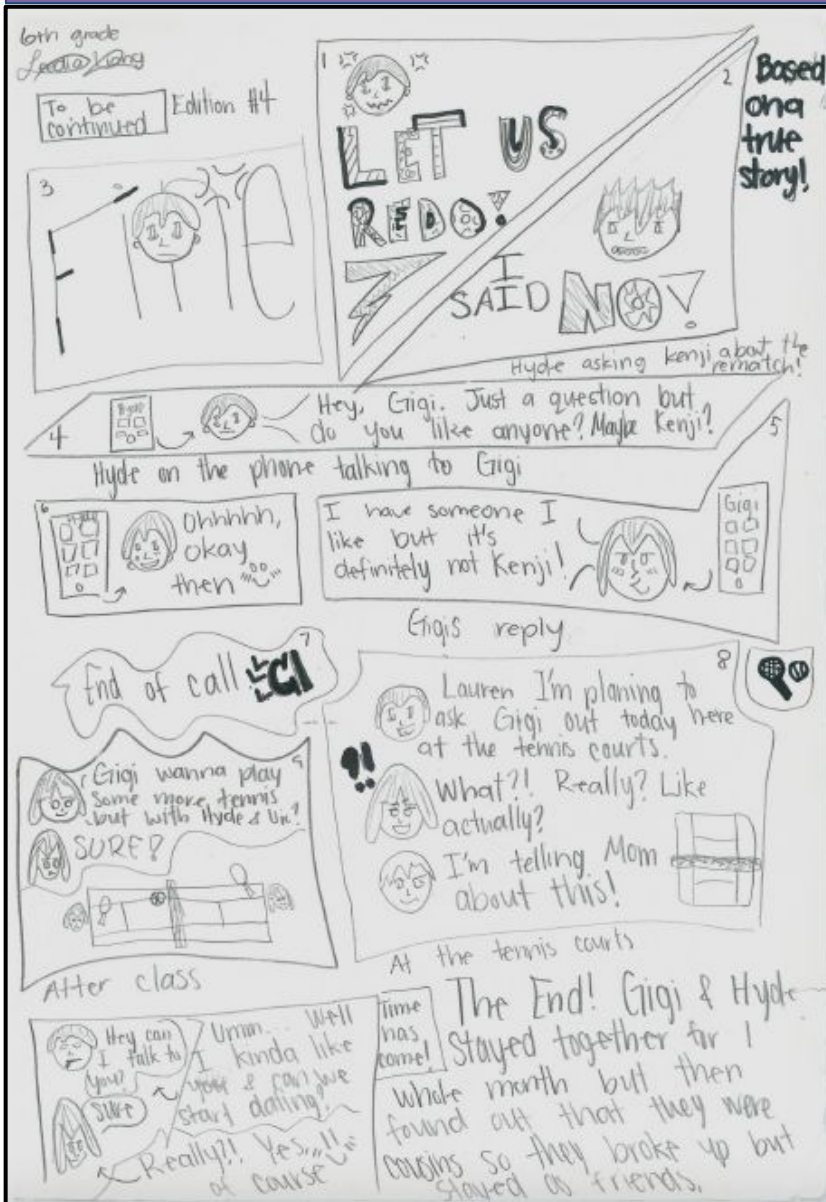 6th grade
To be
continued
Edition #4
1
LET US
REDO!
2
Based
on a
true
story!
I
SAID NO!
Hyde asking Kenji about the
rematch!
3
Fine
4
Hey, Gigi. Just a question but
do you like anyone? Maybe Kenji?
Hyde on the phone talking to Gigi
5
I have someone I
like but it's
definitely not Kenji!
Gigi
Gigis reply
6
Ohhhhh,
okay
then
7
End of call
8
Lauren I'm planing to
ask Gigi out today here
at the tennis courts.
?!
What?! Really? Like
actually?
I'm telling Mom
about this!
At the tennis courts
9
Gigi wanna play
some more tennis
but with Hyde &
SURE!
After class
Hey can
I talk to
you?
sure
Umm... Well
I kinda like
you & can we
start dating?
Really?! Yes,,,!!
of course
Time
has
come!
The End! Gigi & Hyde
stayed together for 1
whole month but then
found out that they were
cousins so they broke up but
stayed as friends.